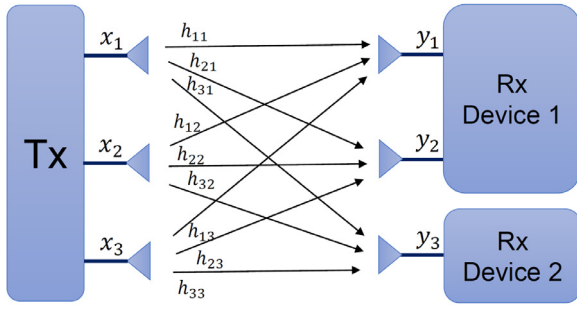 Tx
x₁
x₂
x₃
h₁₁
h₂₁
h₃₁
h₁₂
h₂₂
h₃₂
h₁₃
h₂₃
h₃₃
y₁
y₂
y₃
Rx
Device 1
Rx
Device 2